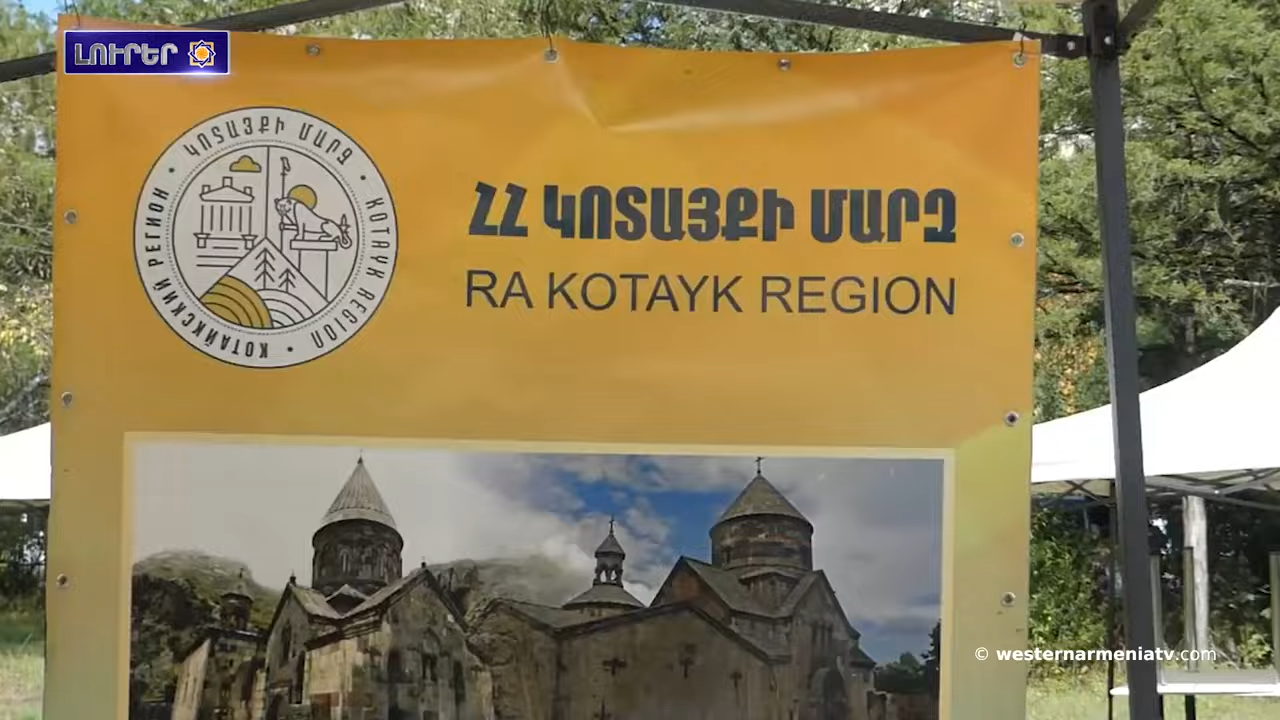 ԼՈՒՐԵՐ
ԿՈՏԱՅՔԻ ՄԱՐԶ • KOTAYK REGION • КОТАЙКСКИЙ РЕГИОН •
ՀՀ ԿՈՏԱՅՔԻ ՄԱՐԶ
RA KOTAYK REGION
© westernarmeniatv.com